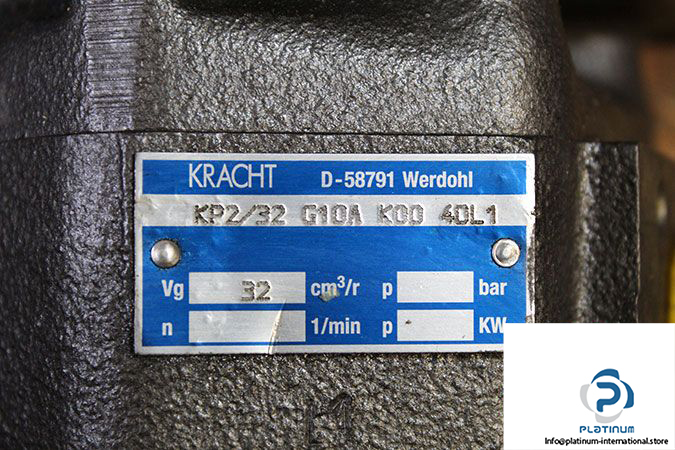 KRACHT D-58791 Werdohl
KP2/32 G10A K00 4DL1
Vg 32 cm³/r p bar
n 1/min p KW
PLATINUM
Info@platinum-international.store